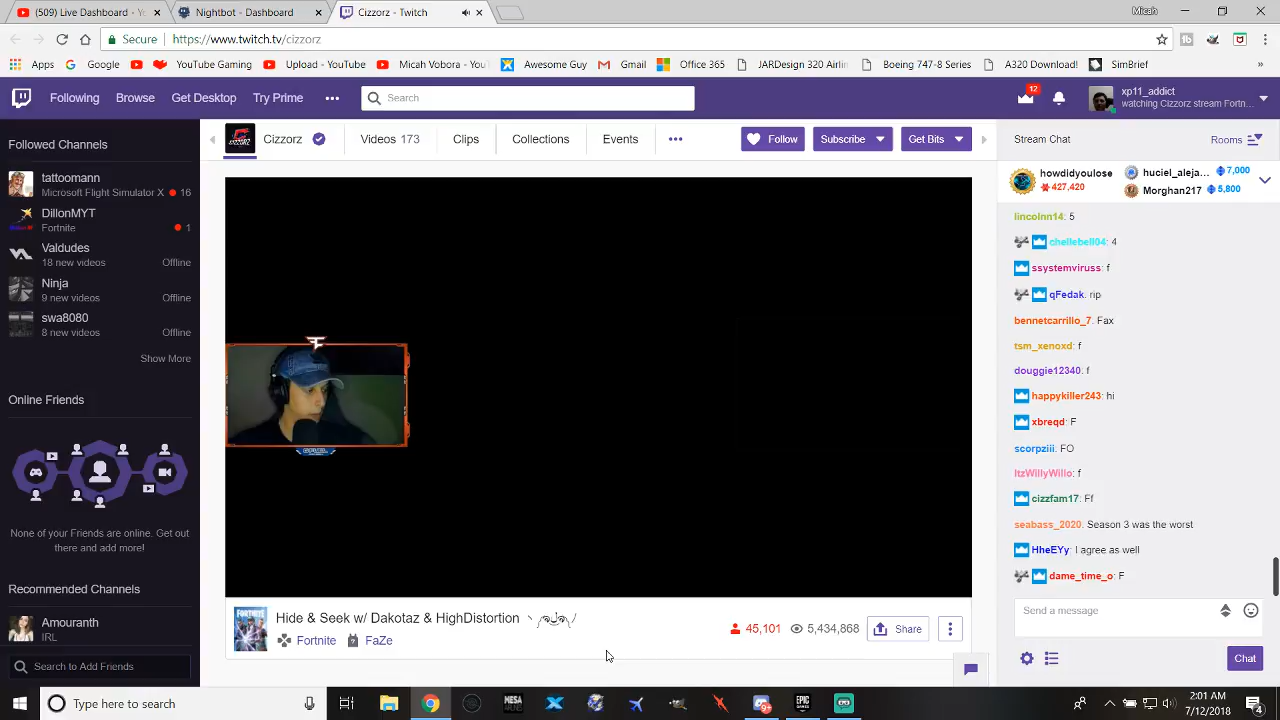 (509) Live Dashboard - Yo
Nightbot - Dashboard
Cizzorz - Twitch
Micah
Secure
https://www.twitch.tv/cizzorz
Apps
Google
YouTube Gaming
Upload - YouTube
Micah Vobora - YouTu
Awesome Guy
Gmail
Office 365
JARDesign 320 Airlin
Boeing 747-8 Series
A320 Download!
SimBrief
»
Following
Browse
Get Desktop
Try Prime
Search
12
xp11_addict
watching Cizzorz stream Fortn...
Followed Channels
tattoomann
Microsoft Flight Simulator X
16
DillonMYT
Fortnite
1
Valdudes
18 new videos
Offline
Ninja
9 new videos
Offline
swa8080
8 new videos
Offline
Show More
Online Friends
None of your Friends are online. Get out
there and add more!
Recommended Channels
Amouranth
IRL
Search to Add Friends
Cizzorz
Videos 173
Clips
Collections
Events
Follow
Subscribe
Get Bits
Hide & Seek w/ Dakotaz & HighDistortion
Fortnite
FaZe
45,101
5,434,868
Share
Stream Chat
Rooms
howdidyoulose
427,420
huciel_aleja...
7,000
Morghan217
5,800
lincolnn14: 5
chellebell04: 4
ssystemviruss: f
qFedak: rip
bennetcarrillo_7: Fax
tsm_xenoxd: f
douggie12340: f
happykiller243: hi
xbreqd: F
scorpziii: FO
ItzWillyWillo: f
cizzfam17: Ff
seabass_2020: Season 3 was the worst
HheEYy: I agree as well
dame_time_o: F
Send a message
Chat
Type here to search
MESA
EPIC
GAMES
2:01 AM
7/12/2018
4